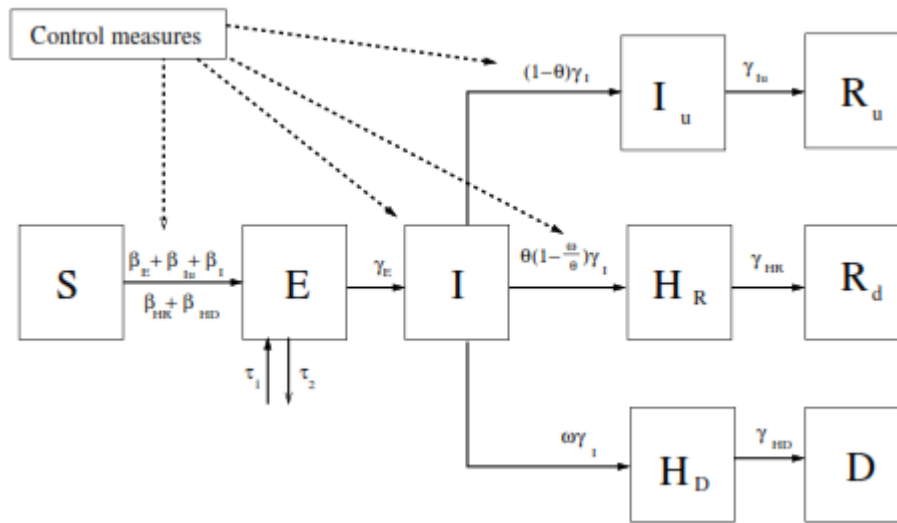 Control measures
(1-θ)γ_I
I_u
γ_Iu
R_u
S
β_E + β_Iu + β_I
β_HR + β_HD
E
γ_E
I
θ(1-ω/θ)γ_I
H_R
γ_HR
R_d
τ_1
τ_2
ωγ_I
H_D
γ_HD
D